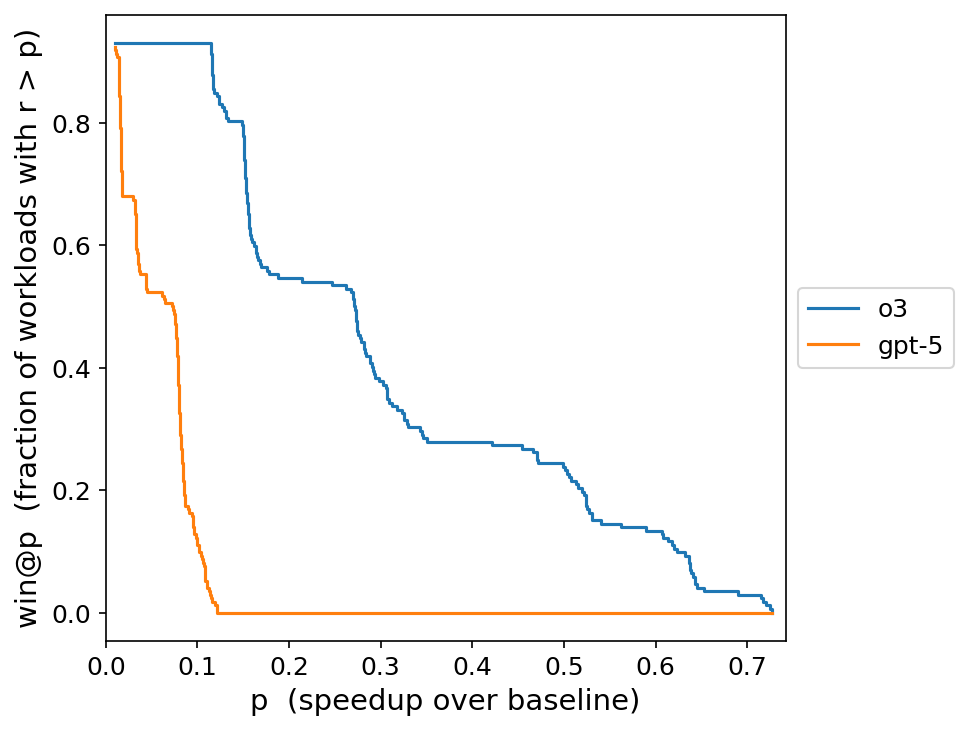 win@p  (fraction of workloads with r > p)
0.8
0.6
0.4
0.2
0.0
0.0 0.1 0.2 0.3 0.4 0.5 0.6 0.7
p  (speedup over baseline)
o3
gpt-5